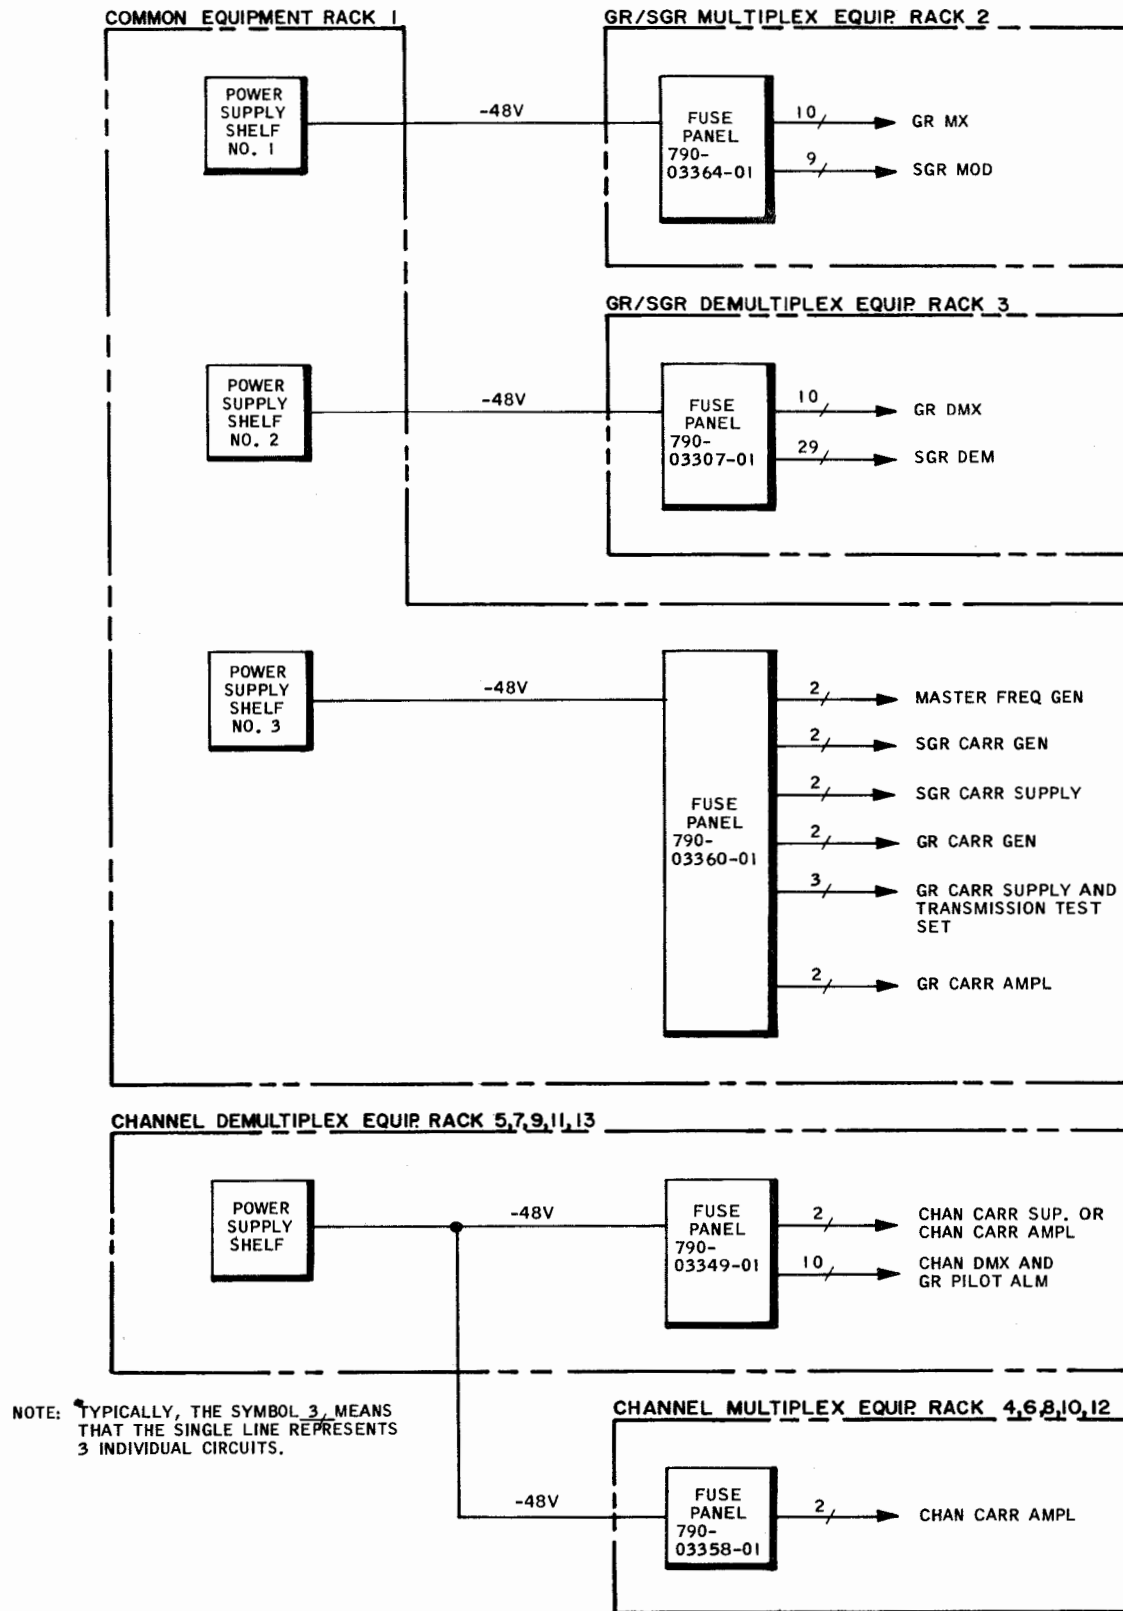 COMMON EQUIPMENT RACK 1
GR/SGR MULTIPLEX EQUIP. RACK 2
POWER
SUPPLY
SHELF
NO. 1
-48V
FUSE
PANEL
790-
03364-01
10/
GR MX
9/
SGR MOD
GR/SGR DEMULTIPLEX EQUIP. RACK 3
POWER
SUPPLY
SHELF
NO. 2
-48V
FUSE
PANEL
790-
03307-01
10/
GR DMX
29/
SGR DEM
POWER
SUPPLY
SHELF
NO. 3
-48V
FUSE
PANEL
790-
03360-01
2/
MASTER FREQ GEN
2/
SGR CARR GEN
2/
SGR CARR SUPPLY
2/
GR CARR GEN
3/
GR CARR SUPPLY AND
TRANSMISSION TEST
SET
2/
GR CARR AMPL
CHANNEL DEMULTIPLEX EQUIP. RACK 5,7,9,11,13
POWER
SUPPLY
SHELF
-48V
FUSE
PANEL
790-
03349-01
2/
CHAN CARR SUP. OR
CHAN CARR AMPL
10/
CHAN DMX AND
GR PILOT ALM
NOTE: TYPICALLY, THE SYMBOL 3/ MEANS
THAT THE SINGLE LINE REPRESENTS
3 INDIVIDUAL CIRCUITS.
CHANNEL MULTIPLEX EQUIP. RACK 4,6,8,10,12
-48V
FUSE
PANEL
790-
03358-01
2/
CHAN CARR AMPL